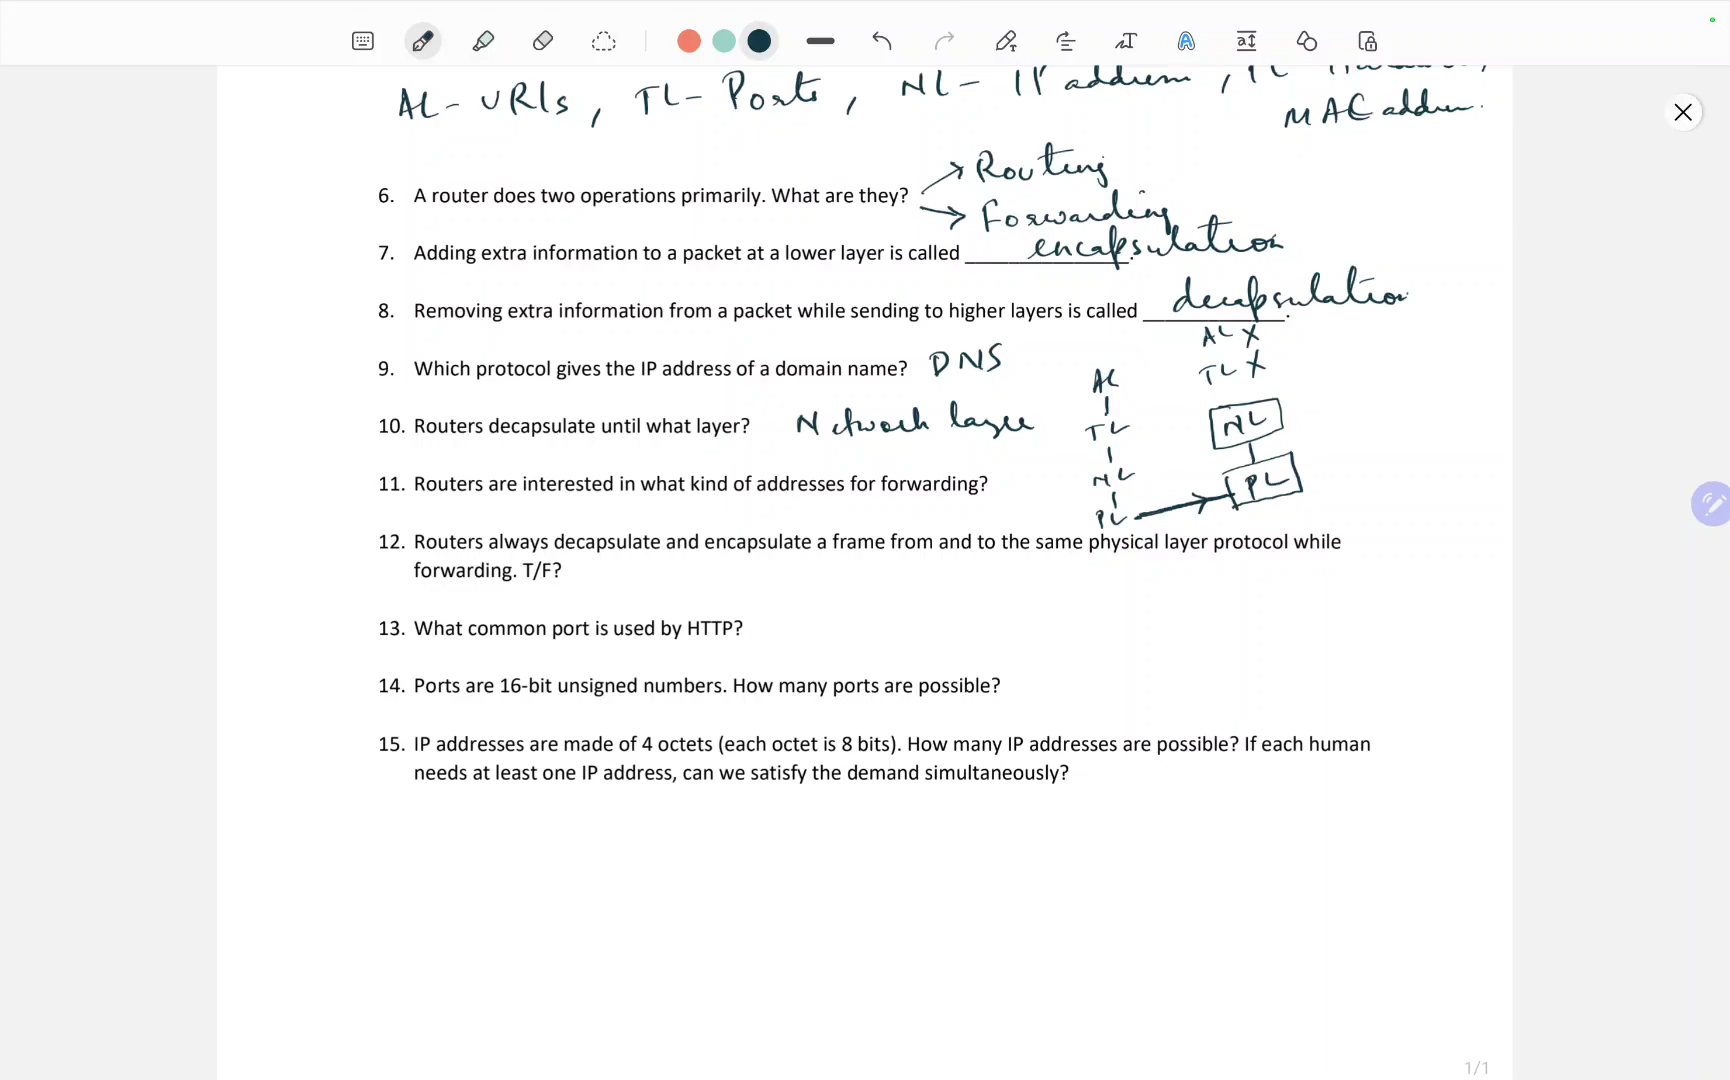 AL - URLs , TL - Ports , NL - IP address ,
MAC address.
6. A router does two operations primarily. What are they? Routing
Forwarding
7. Adding extra information to a packet at a lower layer is called encapsulation.
8. Removing extra information from a packet while sending to higher layers is called decapsulation.
AL X
9. Which protocol gives the IP address of a domain name? DNS
TL X
AL
10. Routers decapsulate until what layer? Network layer
TL
NL
11. Routers are interested in what kind of addresses for forwarding?
NL
PL
PL
12. Routers always decapsulate and encapsulate a frame from and to the same physical layer protocol while
forwarding. T/F?
13. What common port is used by HTTP?
14. Ports are 16-bit unsigned numbers. How many ports are possible?
15. IP addresses are made of 4 octets (each octet is 8 bits). How many IP addresses are possible? If each human
needs at least one IP address, can we satisfy the demand simultaneously?
1/1